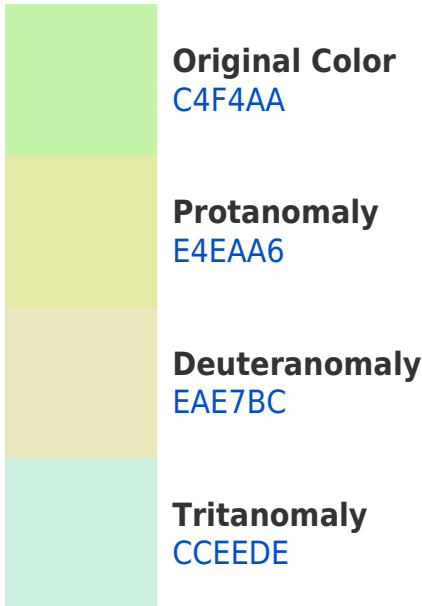 Original Color
C4F4AA
Protanomaly
E4EAA6
Deuteranomaly
EAE7BC
Tritanomaly
CCEEDE